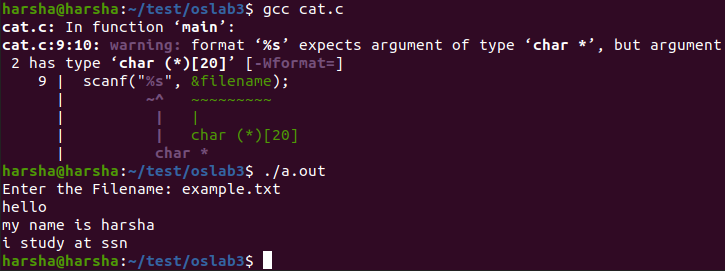 harsha@harsha:~/test/oslab3$ gcc cat.c
cat.c: In function ‘main’:
cat.c:9:10: warning: format ‘%s’ expects argument of type ‘char *’, but argument
 2 has type ‘char (*)[20]’ [-Wformat=]
    9 |  scanf("%s", &filename);
      |         ~^   ~~~~~~~~~
      |          |   |
      |          |   char (*)[20]
      |         char *
harsha@harsha:~/test/oslab3$ ./a.out
Enter the Filename: example.txt
hello
my name is harsha
i study at ssn
harsha@harsha:~/test/oslab3$